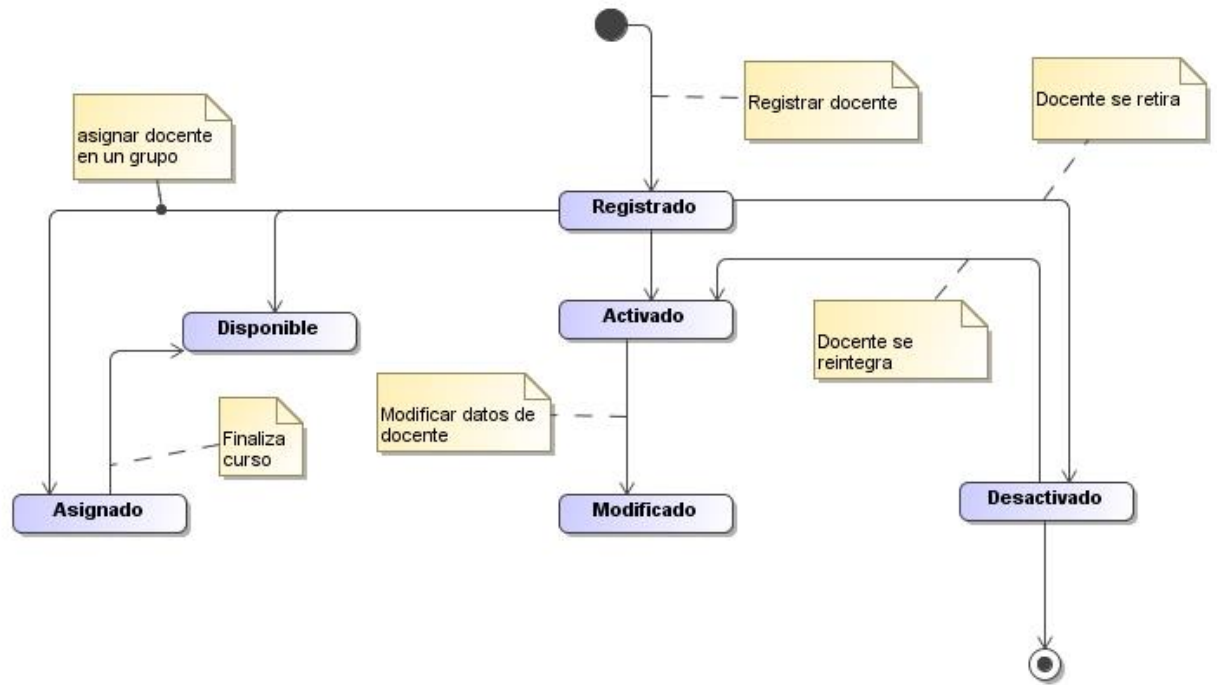 Registrar docente
Docente se retira
asignar docente
en un grupo
Registrado
Disponible
Activado
Docente se
reintegra
Modificar datos de
docente
Finaliza
curso
Asignado
Modificado
Desactivado